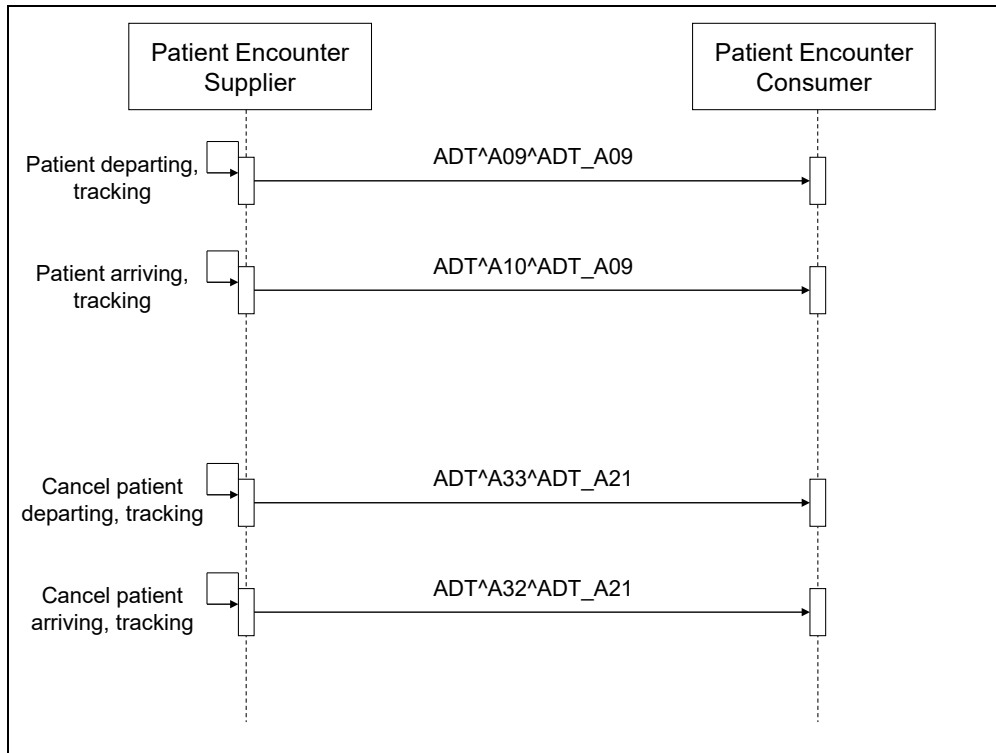 Patient Encounter
Supplier
Patient Encounter
Consumer
Patient departing,
tracking
ADT^A09^ADT_A09
Patient arriving,
tracking
ADT^A10^ADT_A09
Cancel patient
departing, tracking
ADT^A33^ADT_A21
Cancel patient
arriving, tracking
ADT^A32^ADT_A21